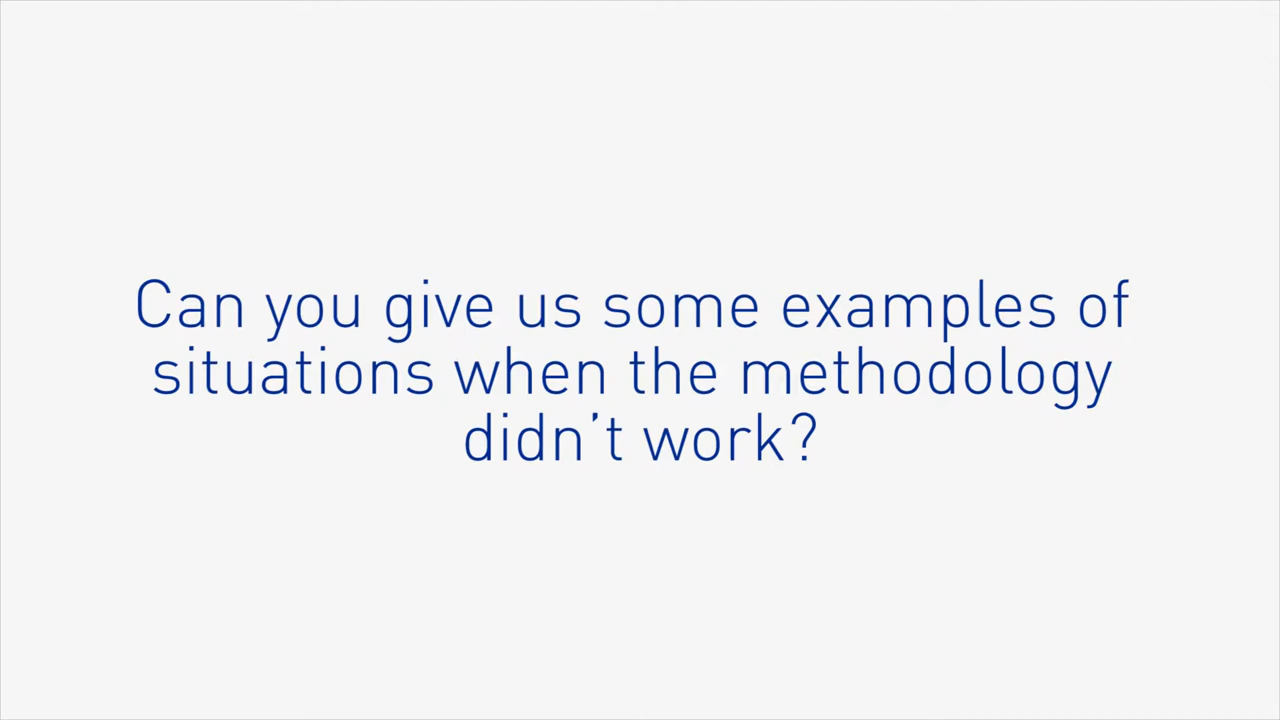 Can you give us some examples of
situations when the methodology
didn’t work?